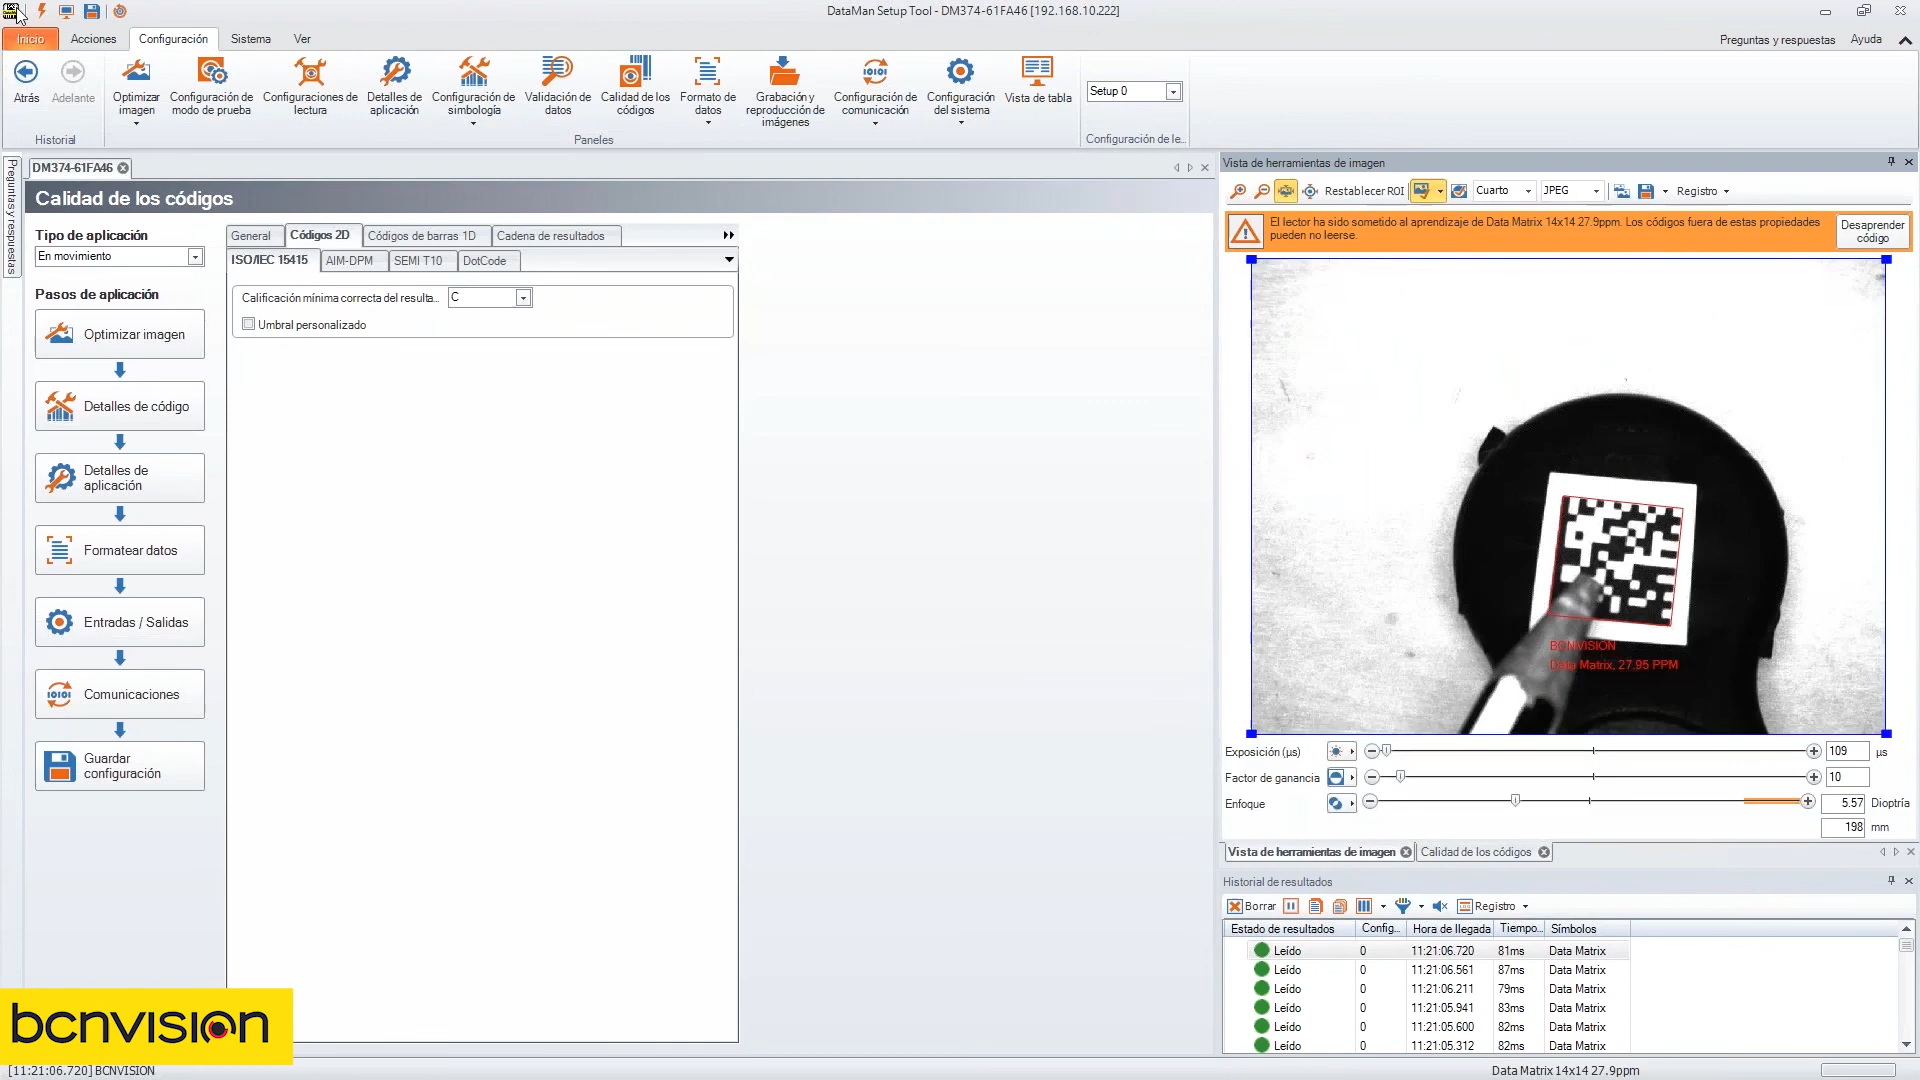 DataMan Setup Tool - DM374-61FA46 [192.168.10.222]
Inicio
Acciones
Configuración
Sistema
Ver
Preguntas y respuestas
Ayuda
Atrás
Adelante
Historial
Optimizar
imagen
Configuración de
modo de prueba
Configuraciones de
lectura
Detalles de
aplicación
Configuración de
simbología
Validación de
datos
Calidad de los
códigos
Formato de
datos
Grabación y
reproducción de
imágenes
Configuración de
comunicación
Configuración
del sistema
Vista de tabla
Paneles
Setup 0
Configuración de le...
Preguntas y respuestas
DM374-61FA46
Calidad de los códigos
Tipo de aplicación
En movimiento
Pasos de aplicación
Optimizar imagen
Detalles de código
Detalles de
aplicación
Formatear datos
Entradas / Salidas
Comunicaciones
Guardar
configuración
General
Códigos 2D
Códigos de barras 1D
Cadena de resultados
ISO/IEC 15415
AIM-DPM
SEMI T10
DotCode
Calificación mínima correcta del resulta...
C
Umbral personalizado
Vista de herramientas de imagen
Restablecer ROI
Cuarto
JPEG
Registro
El lector ha sido sometido al aprendizaje de Data Matrix 14x14 27.9ppm. Los códigos fuera de estas propiedades
pueden no leerse.
Desaprender
código
BCNVISION
Data Matrix, 27.95 PPM
Exposición (µs)
109
µs
Factor de ganancia
10
Enfoque
5.57
Dioptría
198
mm
Vista de herramientas de imagen
Calidad de los códigos
Historial de resultados
Borrar
Registro
Estado de resultados
Config...
Hora de llegada
Tiempo...
Símbolos
Leído 0 11:21:06.720 81ms Data Matrix
Leído 0 11:21:06.561 87ms Data Matrix
Leído 0 11:21:06.211 79ms Data Matrix
Leído 0 11:21:05.941 83ms Data Matrix
Leído 0 11:21:05.600 82ms Data Matrix
Leído 0 11:21:05.312 82ms Data Matrix
bcnvision
[11:21:06.720] BCNVISION
Data Matrix 14x14 27.9ppm